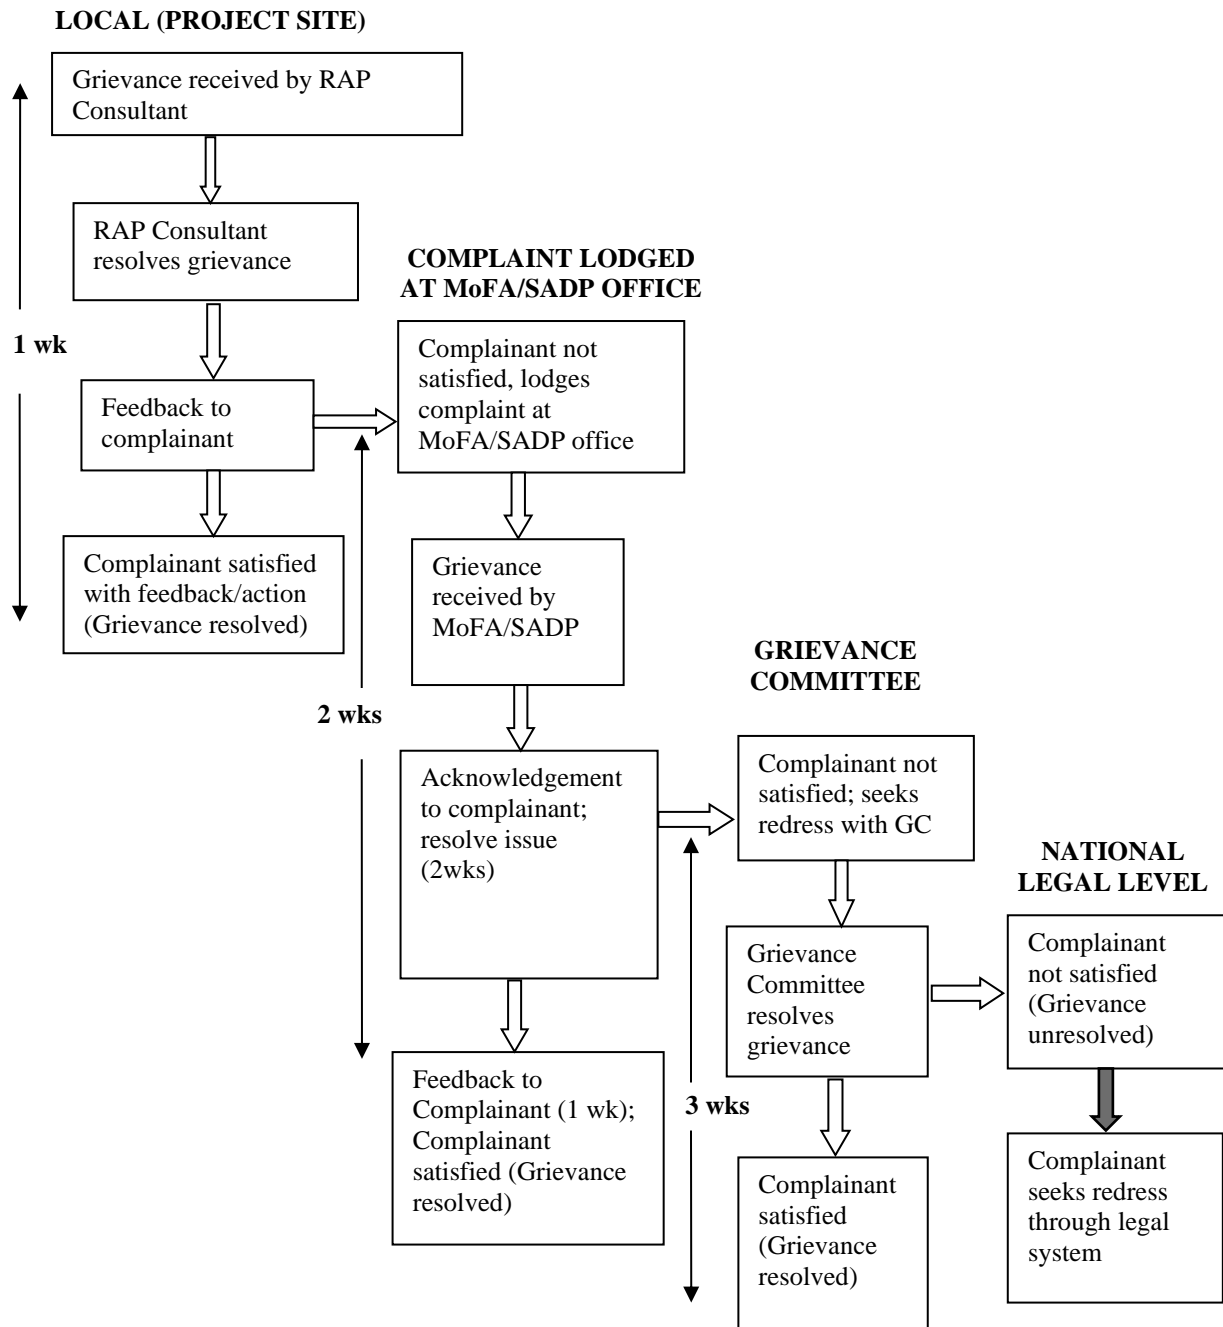 LOCAL (PROJECT SITE)
Grievance received by RAP
Consultant
RAP Consultant
resolves grievance
1 wk
Feedback to
complainant
Complainant satisfied
with feedback/action
(Grievance resolved)
COMPLAINT LODGED
AT MoFA/SADP OFFICE
Complainant not
satisfied, lodges
complaint at
MoFA/SADP office
Grievance
received by
MoFA/SADP
2 wks
Acknowledgement
to complainant;
resolve issue
(2wks)
Feedback to
Complainant (1 wk);
Complainant
satisfied (Grievance
resolved)
GRIEVANCE
COMMITTEE
Complainant not
satisfied; seeks
redress with GC
Grievance
Committee
resolves
grievance
3 wks
Complainant
satisfied
(Grievance
resolved)
NATIONAL
LEGAL LEVEL
Complainant
not satisfied
(Grievance
unresolved)
Complainant
seeks redress
through legal
system